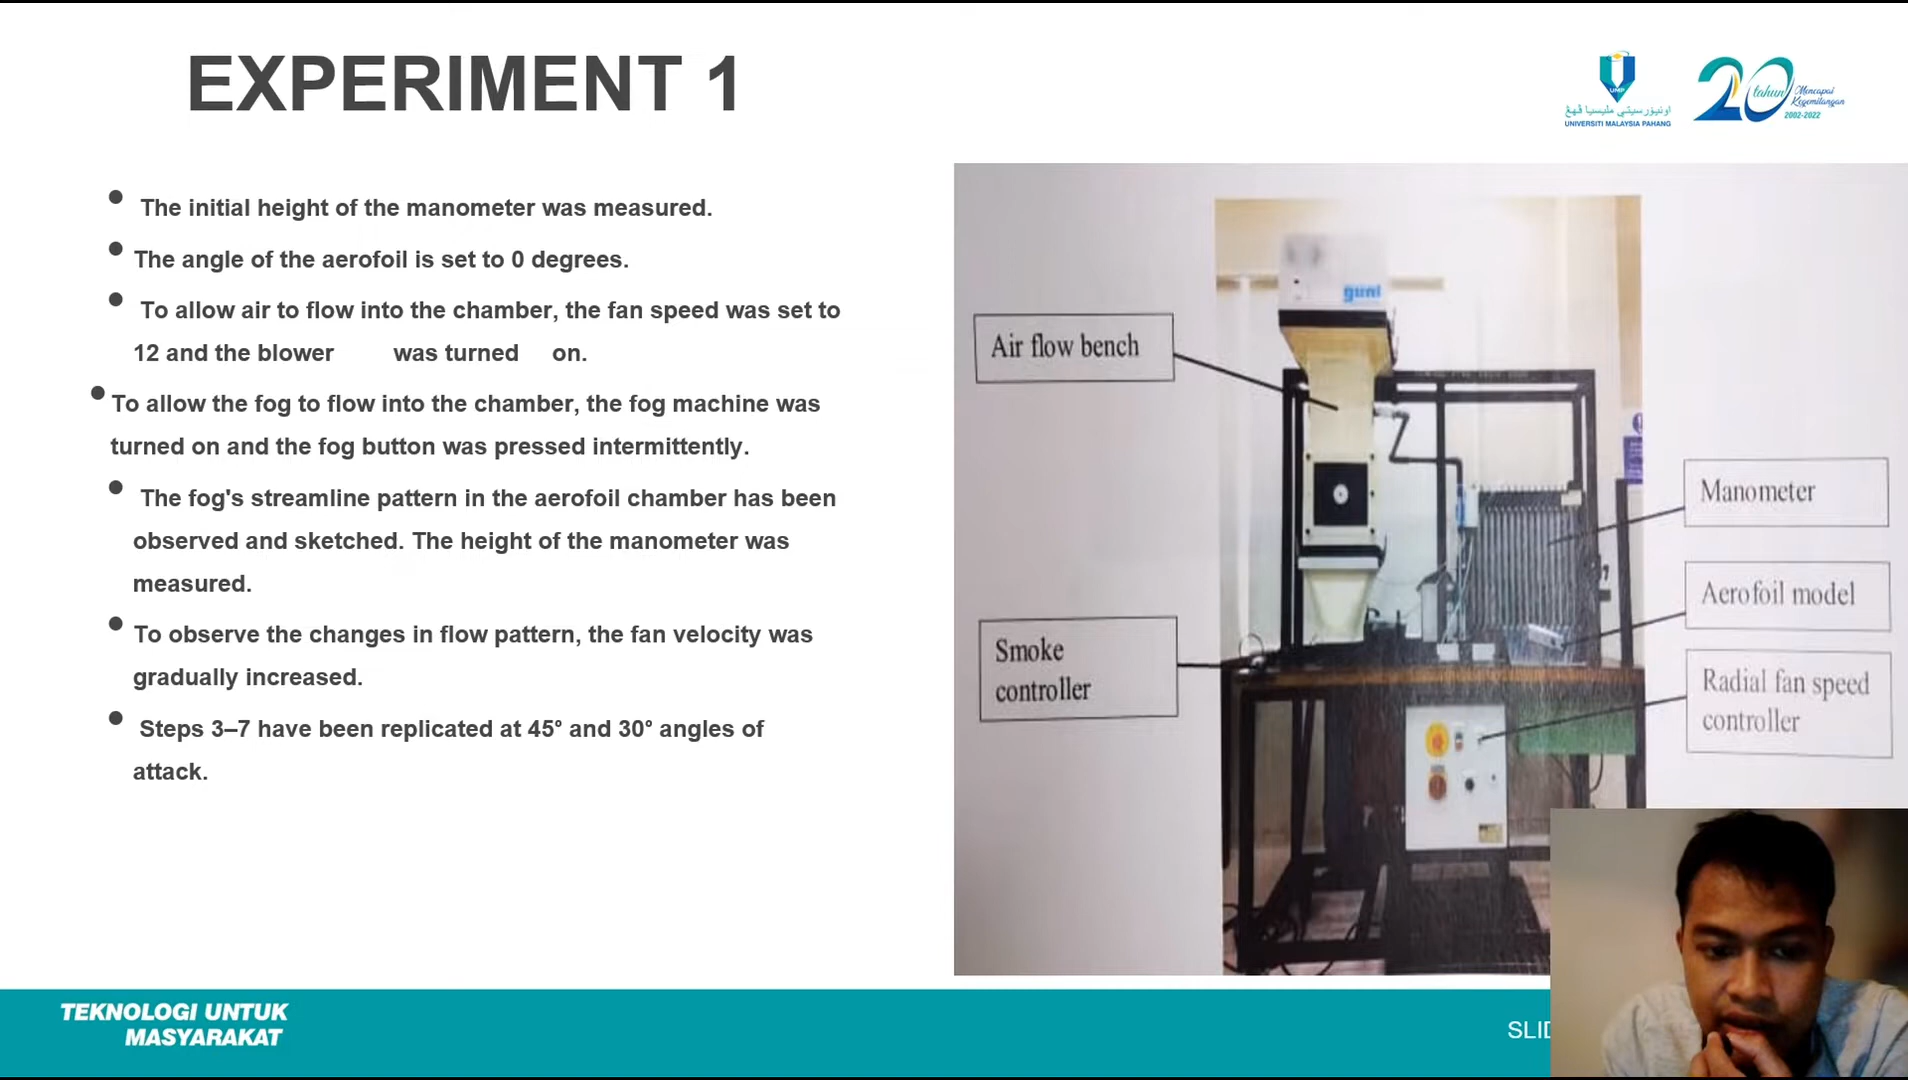 EXPERIMENT 1
UMP
اونيۏرسيتي مليسيا ڤهڠ
UNIVERSITI MALAYSIA PAHANG
20
tahun
Mencapai
Kegemilangan
2002-2022
The initial height of the manometer was measured.
The angle of the aerofoil is set to 0 degrees.
To allow air to flow into the chamber, the fan speed was set to
12 and the blower was turned on.
To allow the fog to flow into the chamber, the fog machine was
turned on and the fog button was pressed intermittently.
The fog's streamline pattern in the aerofoil chamber has been
observed and sketched. The height of the manometer was
measured.
To observe the changes in flow pattern, the fan velocity was
gradually increased.
Steps 3–7 have been replicated at 45° and 30° angles of
attack.
gunt
Air flow bench
Manometer
Aerofoil model
Smoke
controller
Radial fan speed
controller
TEKNOLOGI UNTUK
MASYARAKAT